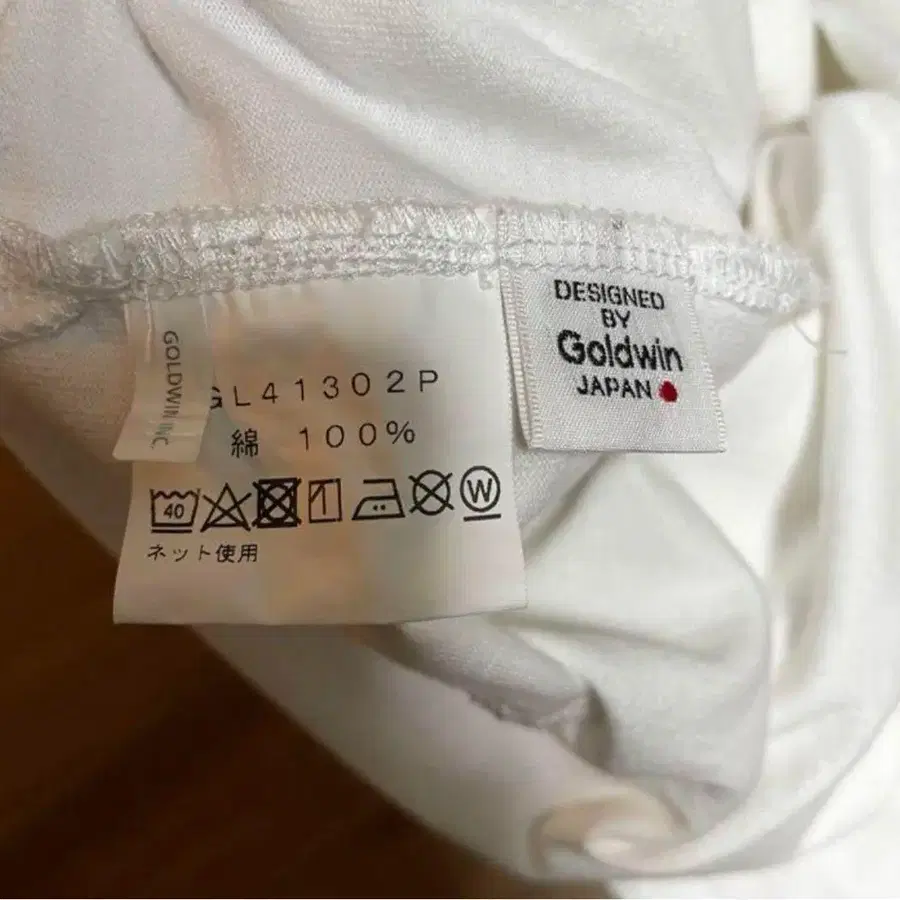 GOLDWIN INC.
GL41302P
綿 100%
40
W
ネット使用
DESIGNED
BY
Goldwin
JAPAN